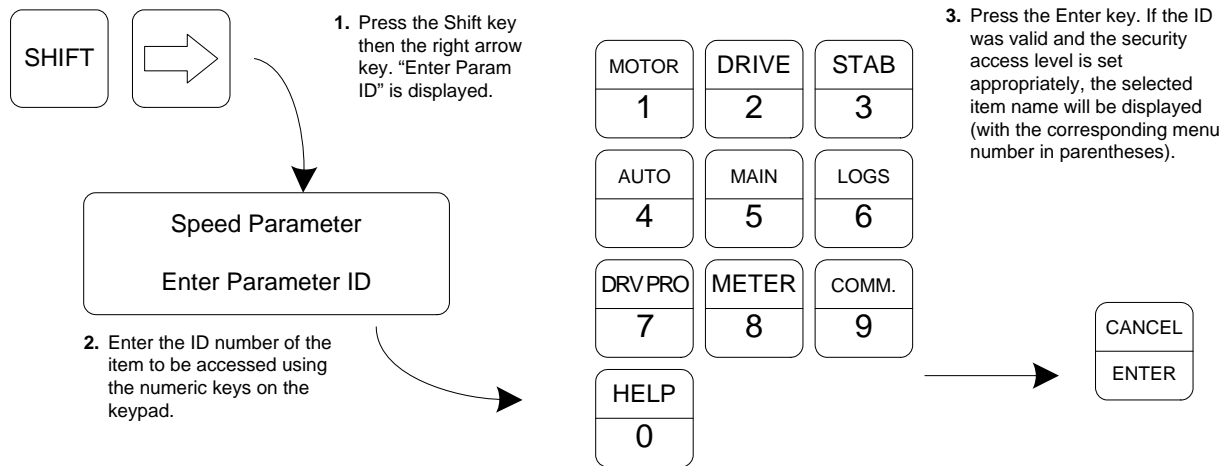 SHIFT
1. Press the Shift key
then the right arrow
key. “Enter Param
ID” is displayed.
Speed Parameter
Enter Parameter ID
2. Enter the ID number of the
item to be accessed using
the numeric keys on the
keypad.
MOTOR
1
DRIVE
2
STAB
3
AUTO
4
MAIN
5
LOGS
6
DRV PRO
7
METER
8
COMM.
9
HELP
0
3. Press the Enter key. If the ID
was valid and the security
access level is set
appropriately, the selected
item name will be displayed
(with the corresponding menu
number in parentheses).
CANCEL
ENTER